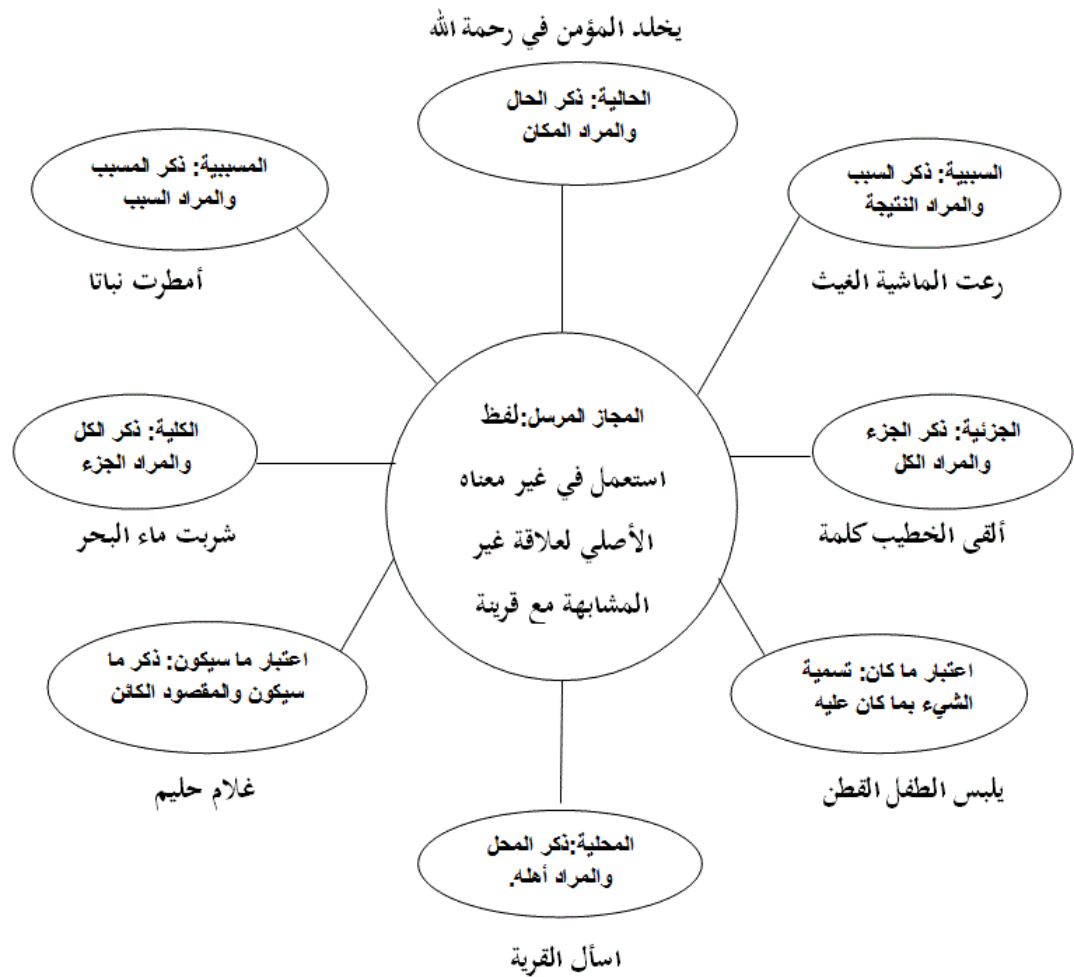 يخلد المؤمن في رحمة الله
الحالية: ذكر الحال
والمراد المكان
السببية: ذكر السبب
والمراد النتيجة
رعت الماشية الغيث
المسببية: ذكر المسبب
والمراد السبب
أمطرت نباتا
المجاز المرسل:لفظ
استعمل في غير معناه
الأصلي لعلاقة غير
المشابهة مع قرينة
الجزئية: ذكر الجزء
والمراد الكل
ألقى الخطيب كلمة
الكلية: ذكر الكل
والمراد الجزء
شربت ماء البحر
اعتبار ما كان: تسمية
الشيء بما كان عليه
يلبس الطفل القطن
اعتبار ما سيكون: ذكر ما
سيكون والمقصود الكائن
غلام حليم
المحلية:ذكر المحل
والمراد أهله.
اسأل القرية